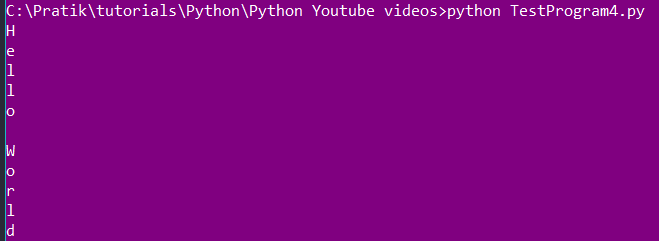 C:\Pratik\tutorials\Python\Python Youtube videos>python TestProgram4.py
H
e
l
l
o

W
o
r
l
d